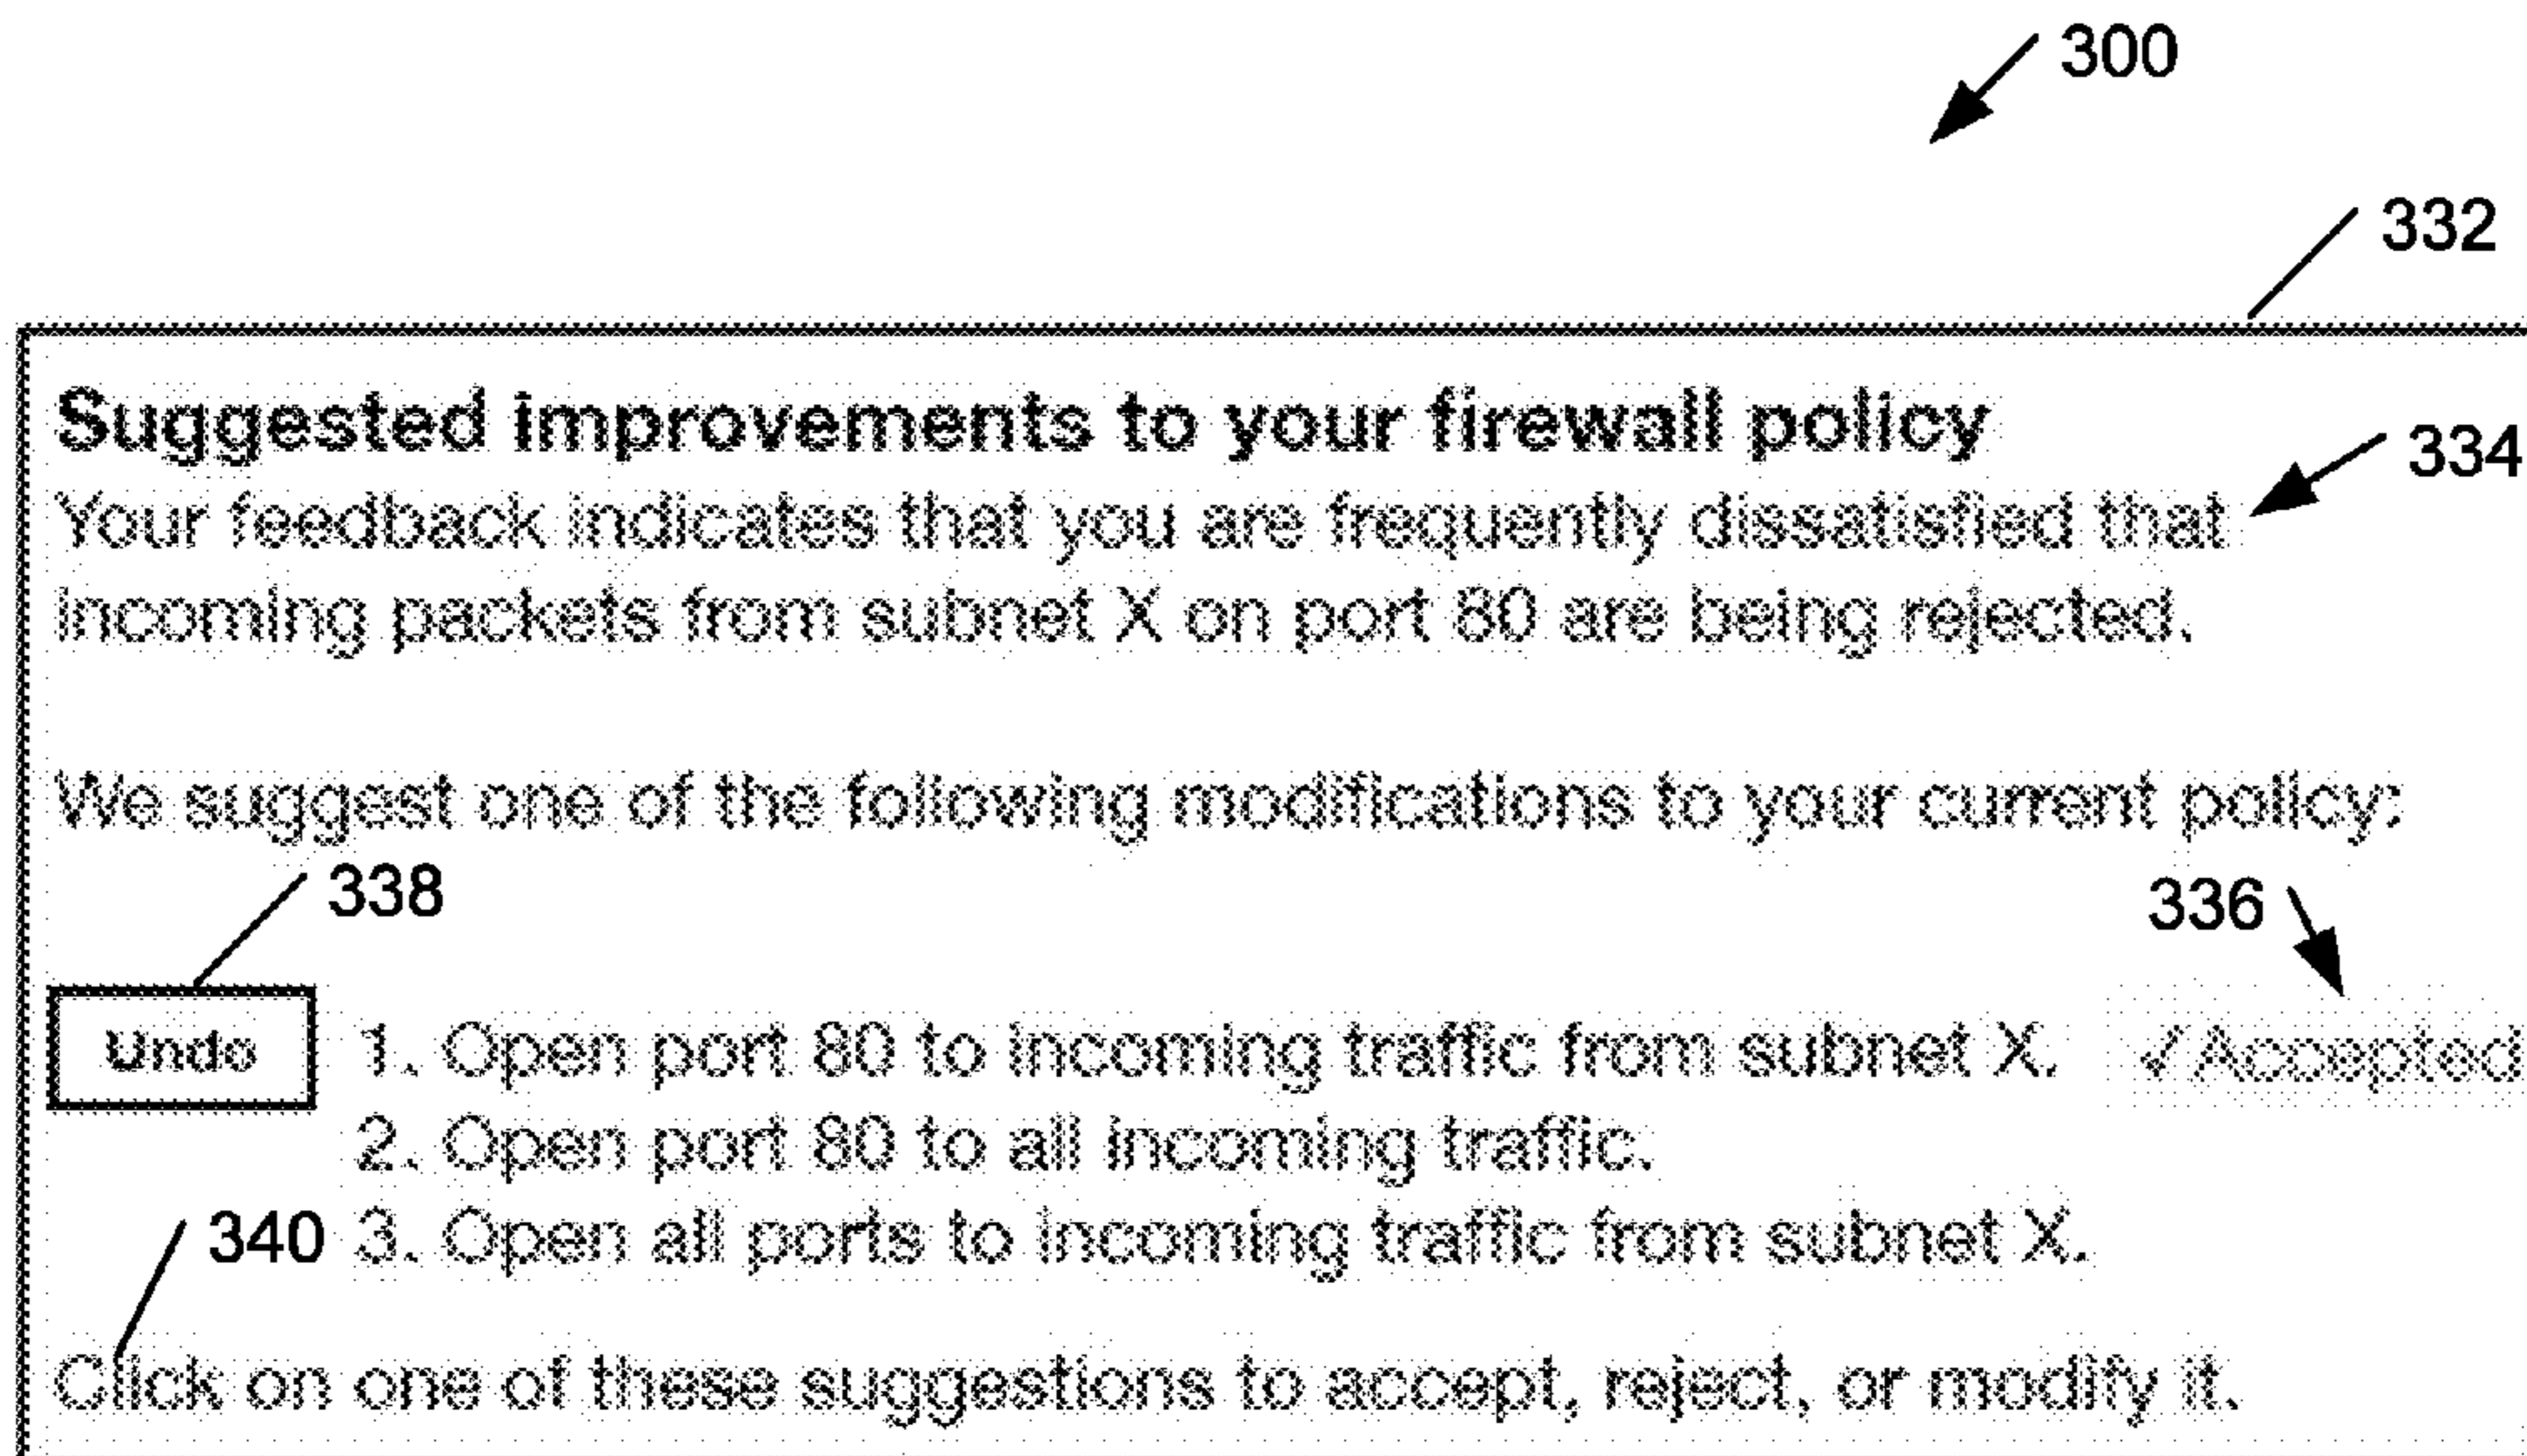 300
332
Suggested improvements to your firewall policy
334
Your feedback indicates that you are frequently dissatisfied that
incoming packets from subnet X on port 80 are being rejected.
We suggest one of the following modifications to your current policy:
338
336
Undo 1. Open port 80 to incoming traffic from subnet X. ✓Accepted
2. Open port 80 to all incoming traffic.
340 3. Open all ports to incoming traffic from subnet X.
Click on one of these suggestions to accept, reject, or modify it.